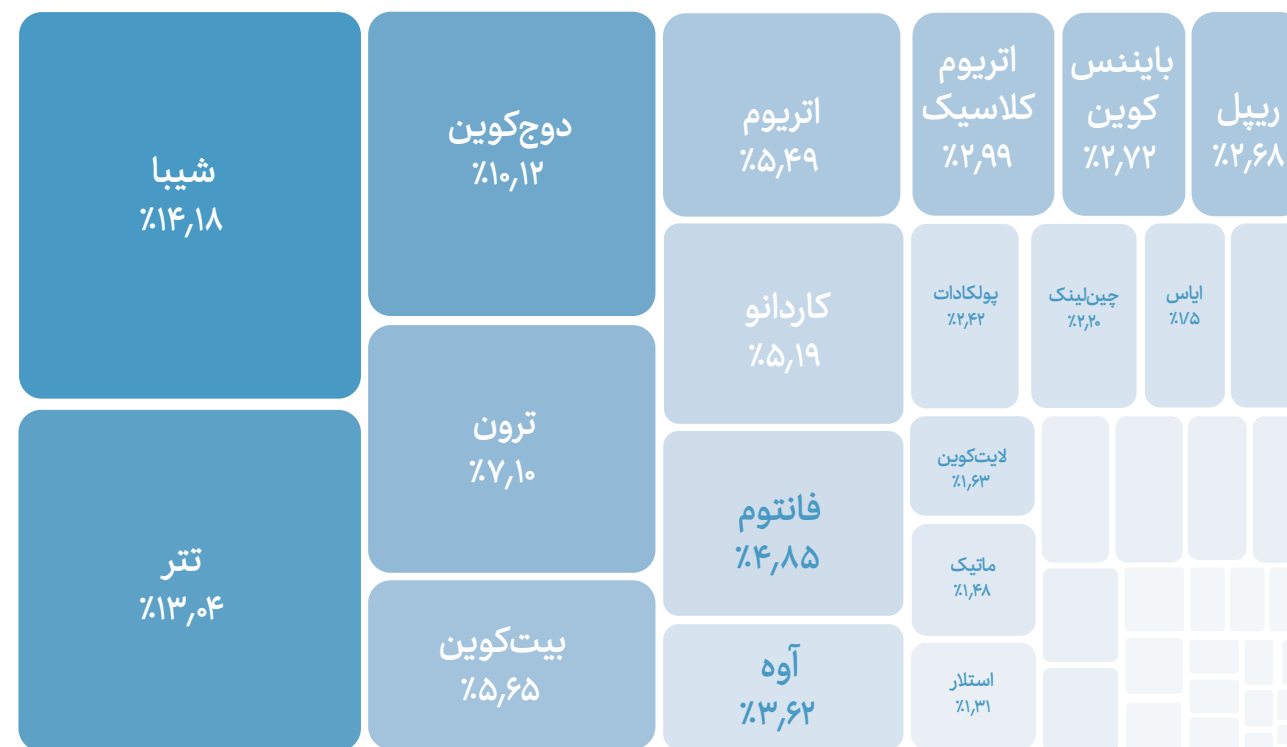 شیبا
٪۱۴٫۱۸
تتر
٪۱۳٫۰۴
دوج‌کوین
٪۱۰٫۱۲
ترون
٪۷٫۱۰
بیت‌کوین
٪۵٫۶۵
اتریوم
٪۵٫۴۹
کاردانو
٪۵٫۱۹
فانتوم
٪۴٫۸۵
آوه
٪۳٫۶۲
اتریوم
کلاسیک
٪۲٫۹۹
بایننس
کوین
٪۲٫۷۲
ریپل
٪۲٫۶۸
پولکادات
٪۲٫۴۲
چین‌لینک
٪۲٫۲۰
ایاس
٪۱/۵
لایت‌کوین
٪۱٫۶۳
ماتیک
٪۱٫۴۸
استلار
٪۱٫۳۱